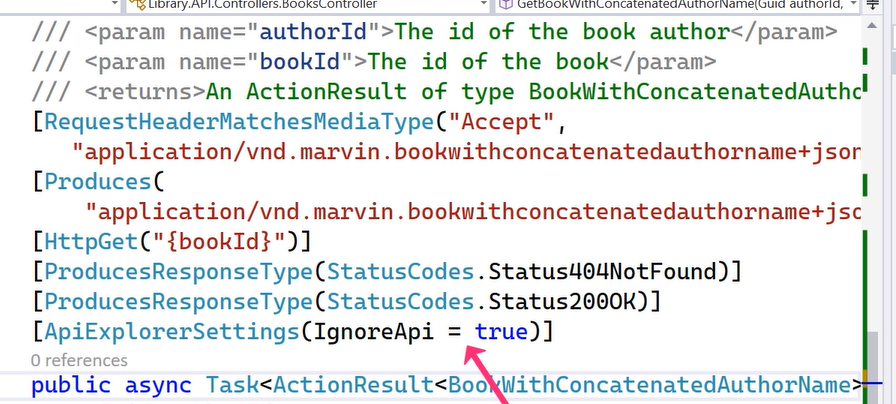 Library.API.Controllers.BooksController GetBookWithConcatenatedAuthorName(Guid authorId,
/// <param name="authorId">The id of the book author</param>
/// <param name="bookId">The id of the book</param>
/// <returns>An ActionResult of type BookWithConcatenatedAutho
[RequestHeaderMatchesMediaType("Accept",
"application/vnd.marvin.bookwithconcatenatedauthorname+json
[Produces(
"application/vnd.marvin.bookwithconcatenatedauthorname+jso
[HttpGet("{bookId}")]
[ProducesResponseType(StatusCodes.Status404NotFound)]
[ProducesResponseType(StatusCodes.Status200OK)]
[ApiExplorerSettings(IgnoreApi = true)]
0 references
public async Task<ActionResult<BookWithConcatenatedAuthorName>